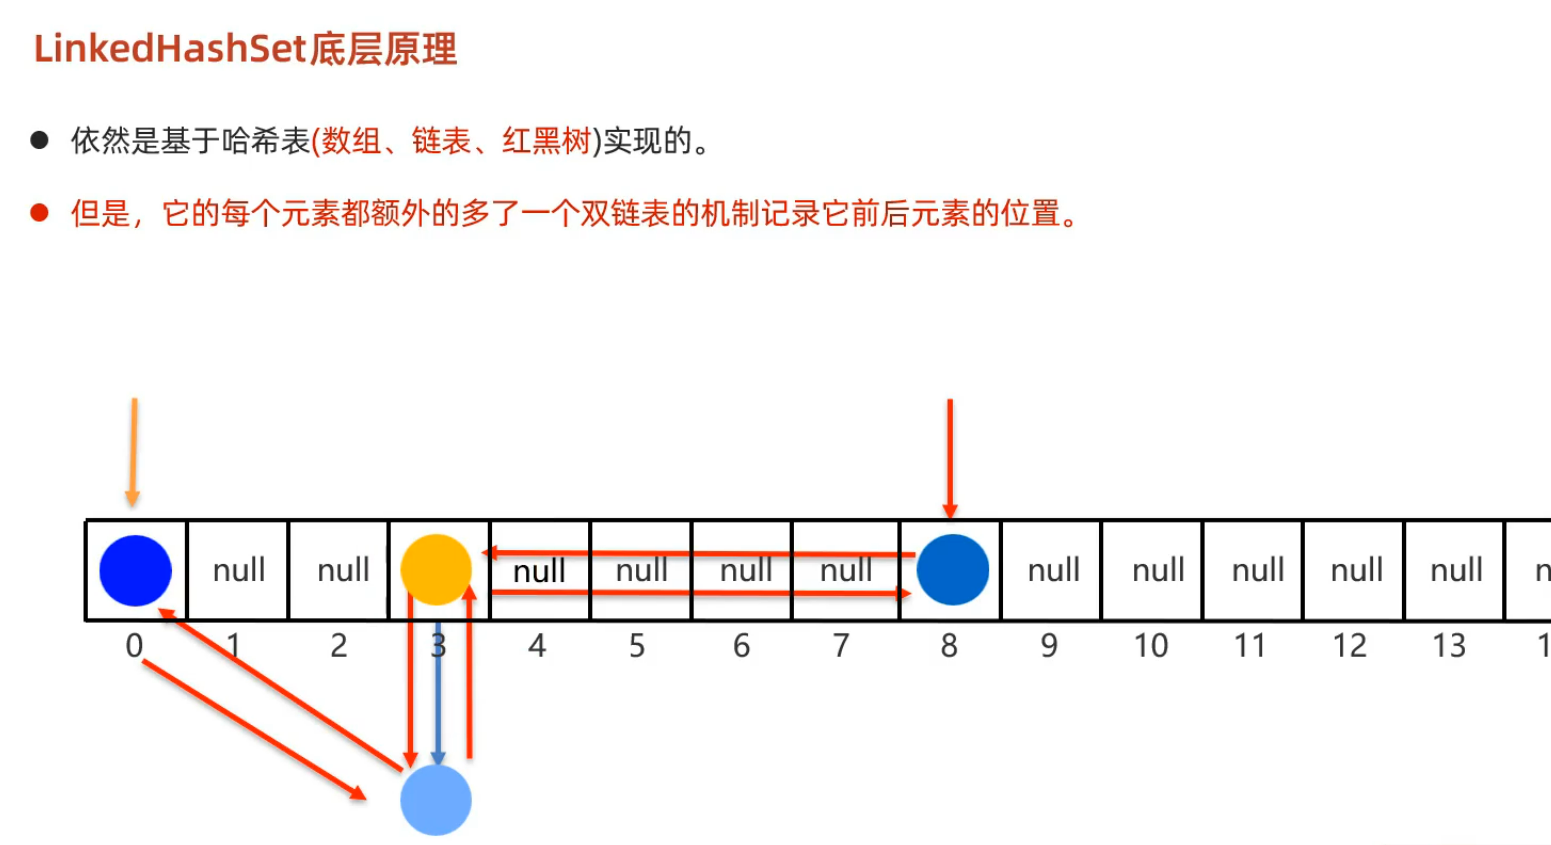 LinkedHashSet底层原理
依然是基于哈希表(数组、链表、红黑树)实现的。
但是，它的每个元素都额外的多了一个双链表的机制记录它前后元素的位置。
null null null null null null null null null null null n
0 1 2 3 4 5 6 7 8 9 10 11 12 13 1